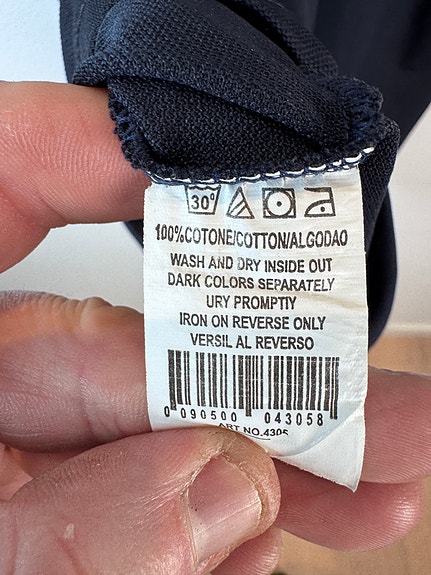 30°
100%COTONE/COTTON/ALGODAO
WASH AND DRY INSIDE OUT
DARK COLORS SEPARATELY
URY PROMPTIY
IRON ON REVERSE ONLY
VERSIL AL REVERSO
0 090500 043058
ART NO.4305